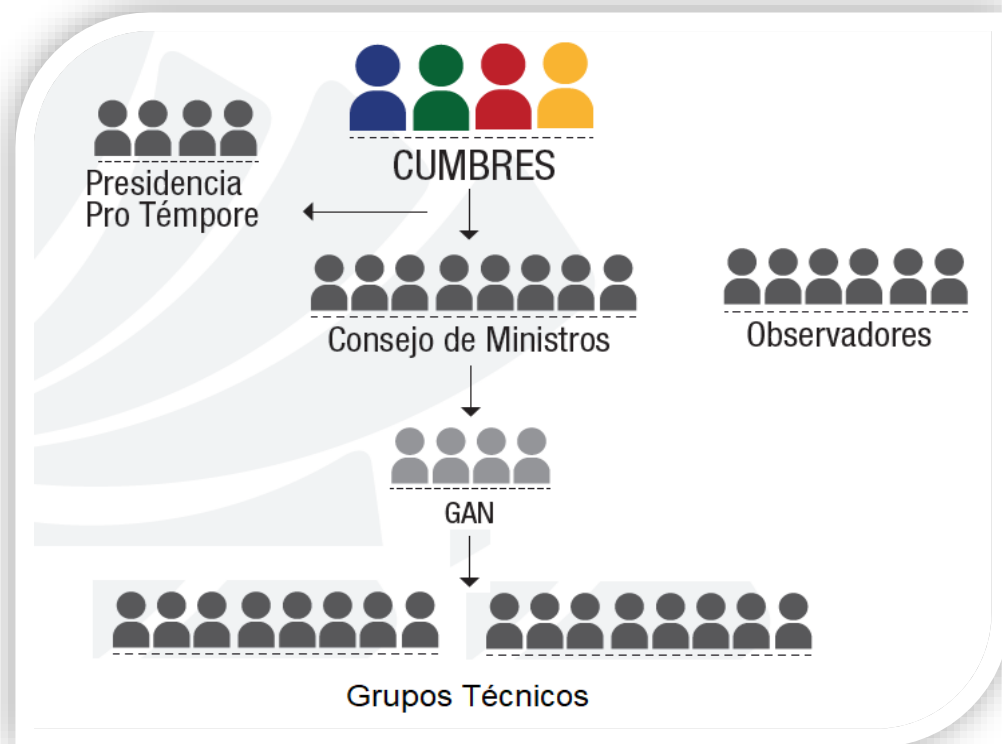 CUMBRES
Presidencia
Pro Témpore
Consejo de Ministros
Observadores
GAN
Grupos Técnicos